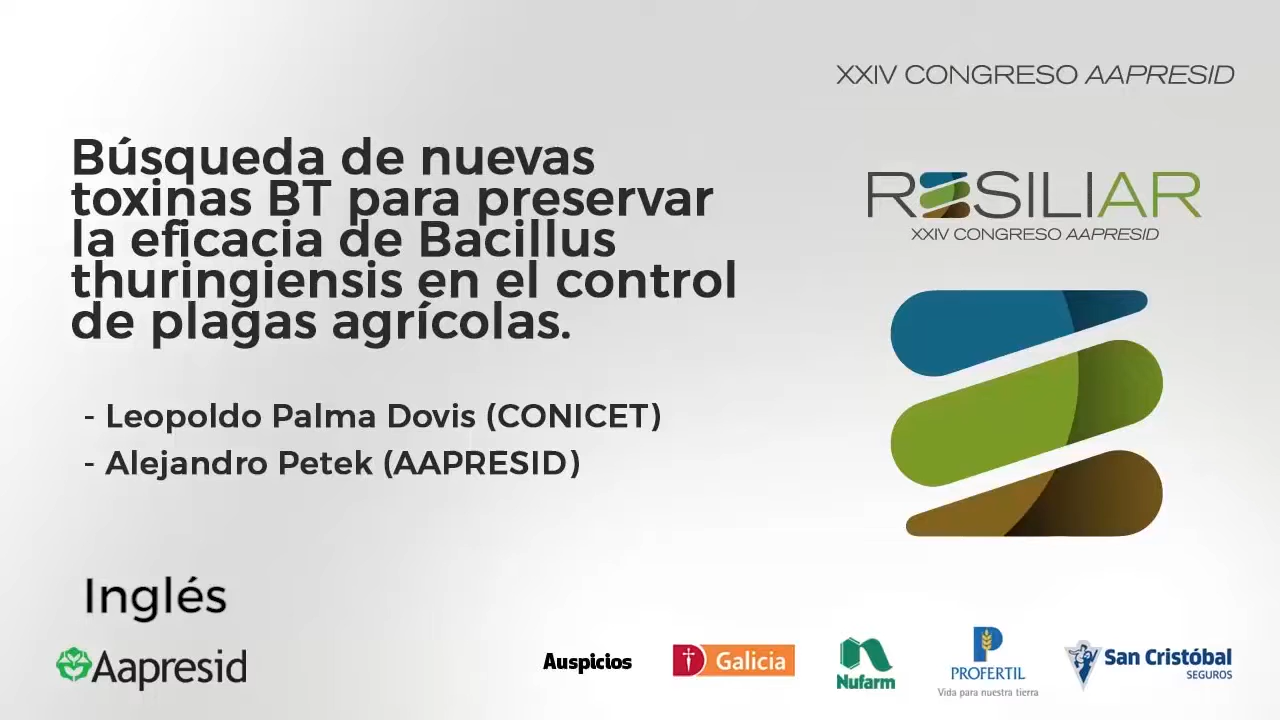 XXIV CONGRESO AAPRESID
Búsqueda de nuevas
toxinas BT para preservar
la eficacia de Bacillus
thuringiensis en el control
de plagas agrícolas.
RESILIAR
XXIV CONGRESO AAPRESID
- Leopoldo Palma Dovis (CONICET)
- Alejandro Petek (AAPRESID)
Inglés
Aapresid
Auspicios
Galicia
Nufarm
PROFERTIL
Vida para nuestra tierra
San Cristóbal
SEGUROS